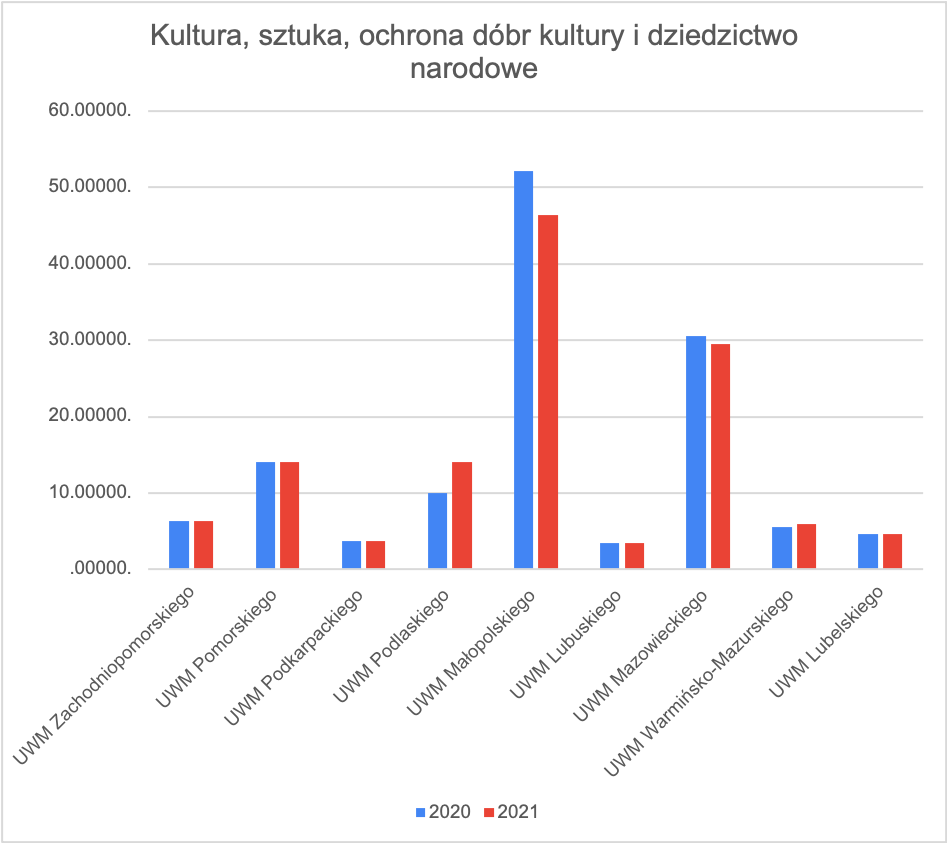 Kultura, sztuka, ochrona dóbr kultury i dziedzictwo
narodowe
60.00000.
50.00000.
40.00000.
30.00000.
20.00000.
10.00000.
.00000.
UWM Zachodniopomorskiego
UWM Pomorskiego
UWM Podkarpackiego
UWM Podlaskiego
UWM Małopolskiego
UWM Lubuskiego
UWM Mazowieckiego
UWM Warmińsko-Mazurskiego
UWM Lubelskiego
2020 2021